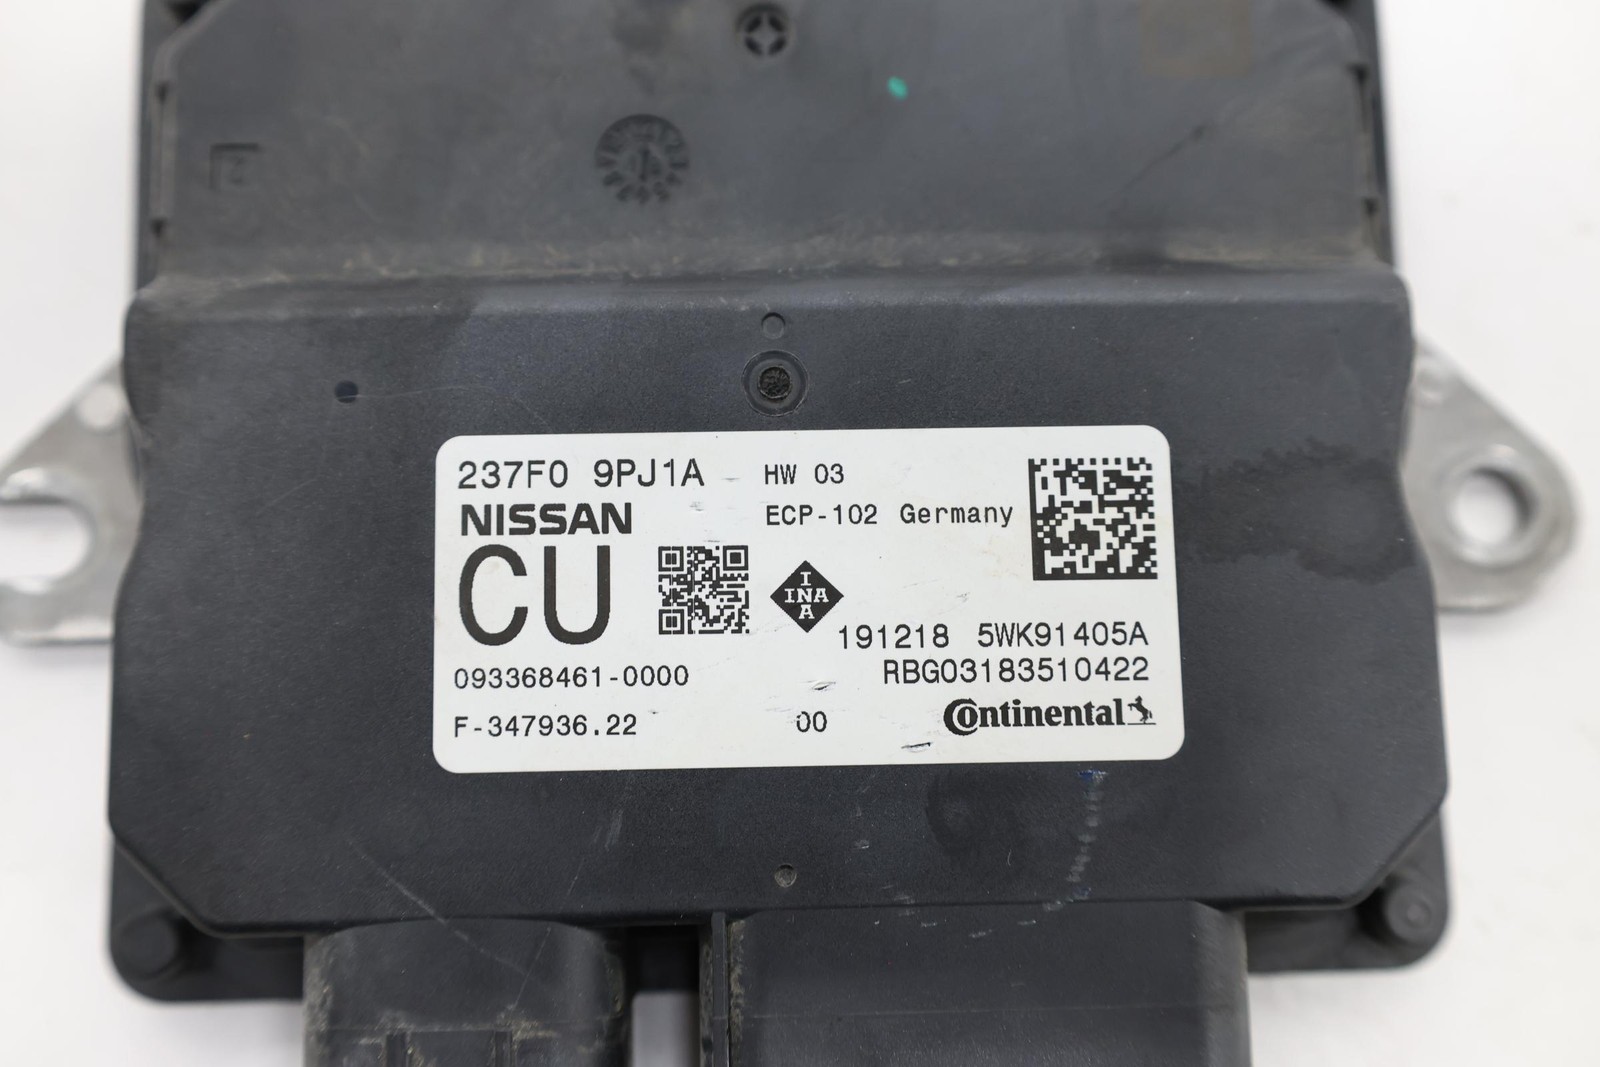 237F0 9PJ1A HW 03
NISSAN ECP-102 Germany
CU
I
INA
A
191218 5WK91405A
093368461-0000 RBG03183510422
F-347936.22 00 Continental